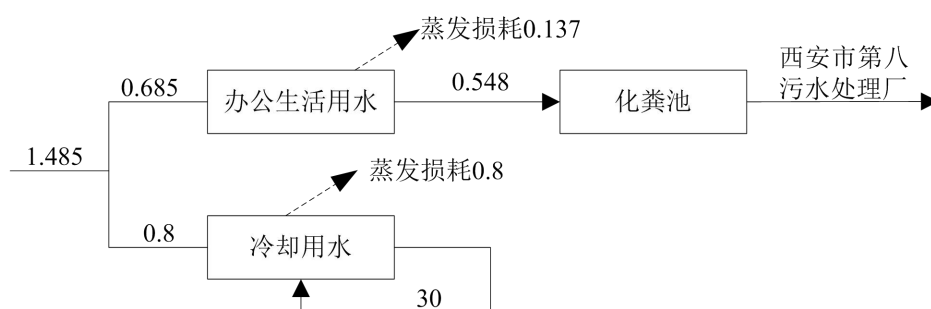 蒸发损耗0.137
0.685
办公生活用水
0.548
化粪池
西安市第八
污水处理厂
1.485
蒸发损耗0.8
0.8
冷却用水
30